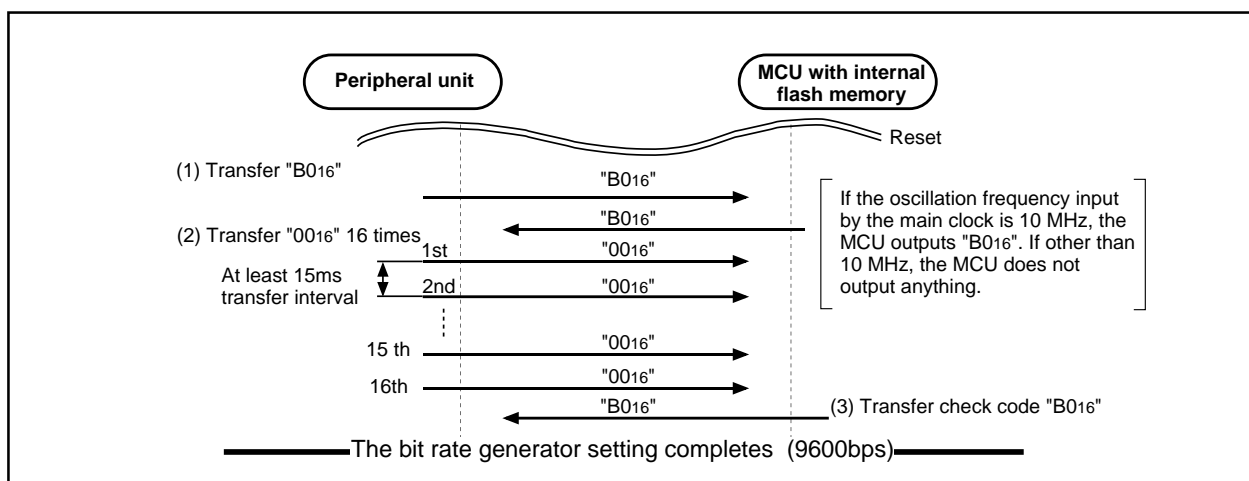 Peripheral unit
MCU with internal
flash memory
Reset
(1) Transfer "B016"
"B016"
"B016"
If the oscillation frequency input
by the main clock is 10 MHz, the
MCU outputs "B016". If other than
10 MHz, the MCU does not
output anything.
(2) Transfer "0016" 16 times
1st
"0016"
At least 15ms
transfer interval
2nd
"0016"
15 th
"0016"
16th
"0016"
"B016"
(3) Transfer check code "B016"
The bit rate generator setting completes (9600bps)